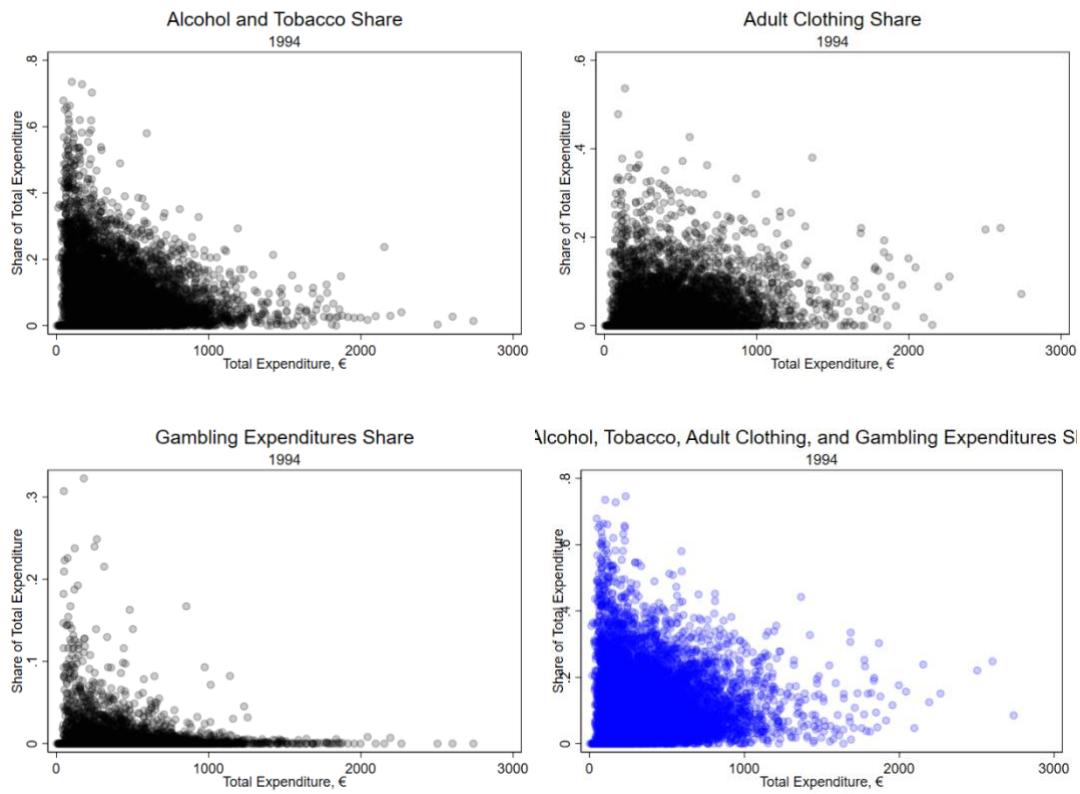 Alcohol and Tobacco Share
1994
Share of Total Expenditure
.8
.6
.4
.2
0
0 1000 2000 3000
Total Expenditure, €
Adult Clothing Share
1994
Share of Total Expenditure
.6
.4
.2
0
0 1000 2000 3000
Total Expenditure, €
Gambling Expenditures Share
1994
Share of Total Expenditure
.3
.2
.1
0
0 1000 2000 3000
Total Expenditure, €
Alcohol, Tobacco, Adult Clothing, and Gambling Expenditures
1994
Share of Total Expenditure
.8
.6
.4
.2
0
0 1000 2000 3000
Total Expenditure, €